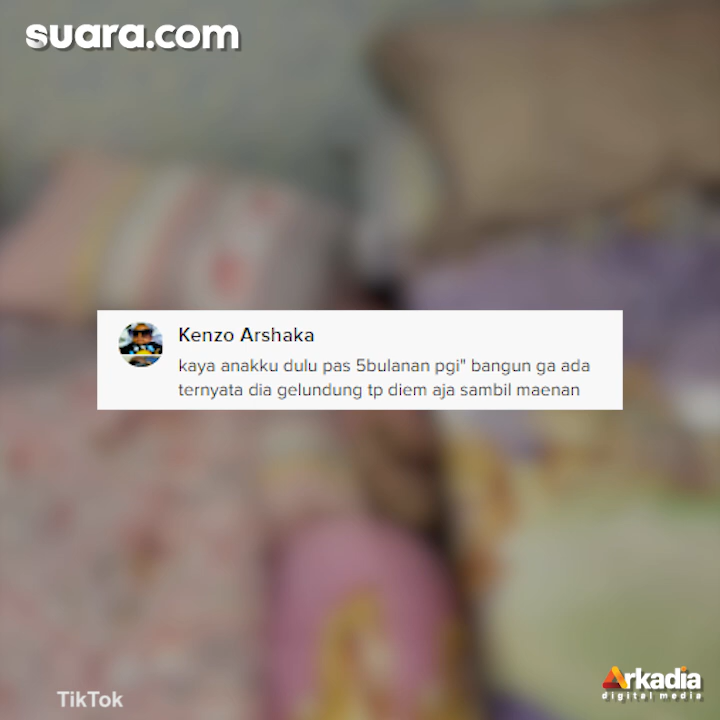 suara.com
Kenzo Arshaka
kaya anakku dulu pas 5bulanan pgi" bangun ga ada
ternyata dia gelundung tp diem aja sambil maenan
TikTok
Arkadia
digital media